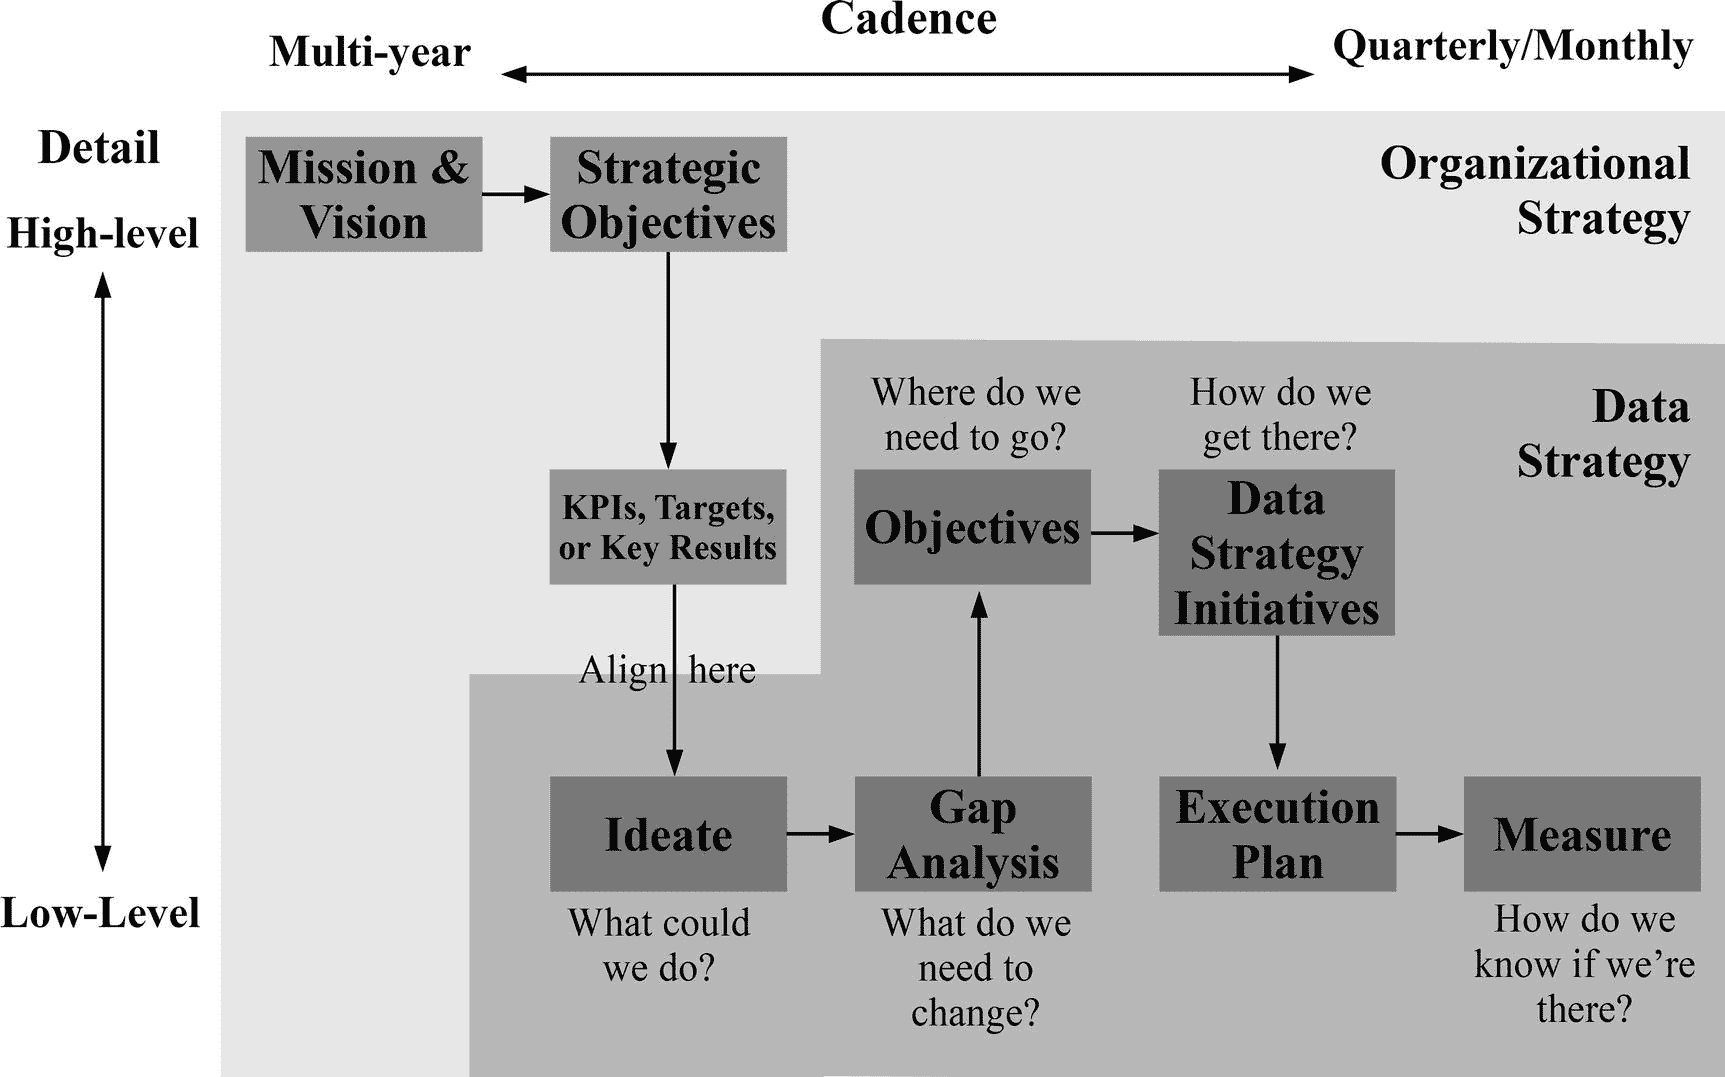 Cadence
Multi-year
Quarterly/Monthly
Detail
High-level
Low-Level
Organizational
Strategy
Mission &
Vision
Strategic
Objectives
KPIs, Targets,
or Key Results
Align here
Data
Strategy
Ideate
What could
we do?
Gap
Analysis
What do we
need to
change?
Where do we
need to go?
Objectives
How do we
get there?
Data
Strategy
Initiatives
Execution
Plan
Measure
How do we
know if we’re
there?